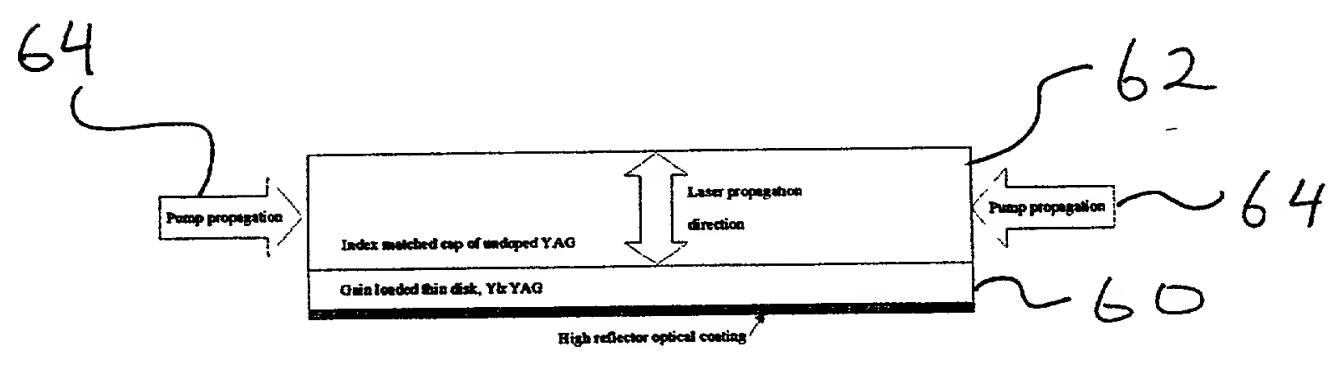 64
62
Pump propagation
Laser propagation
direction
Pump propagation
64
Index matched cap of undoped YAG
Gain loaded thin disk, Yb:YAG
60
High reflector optical coating